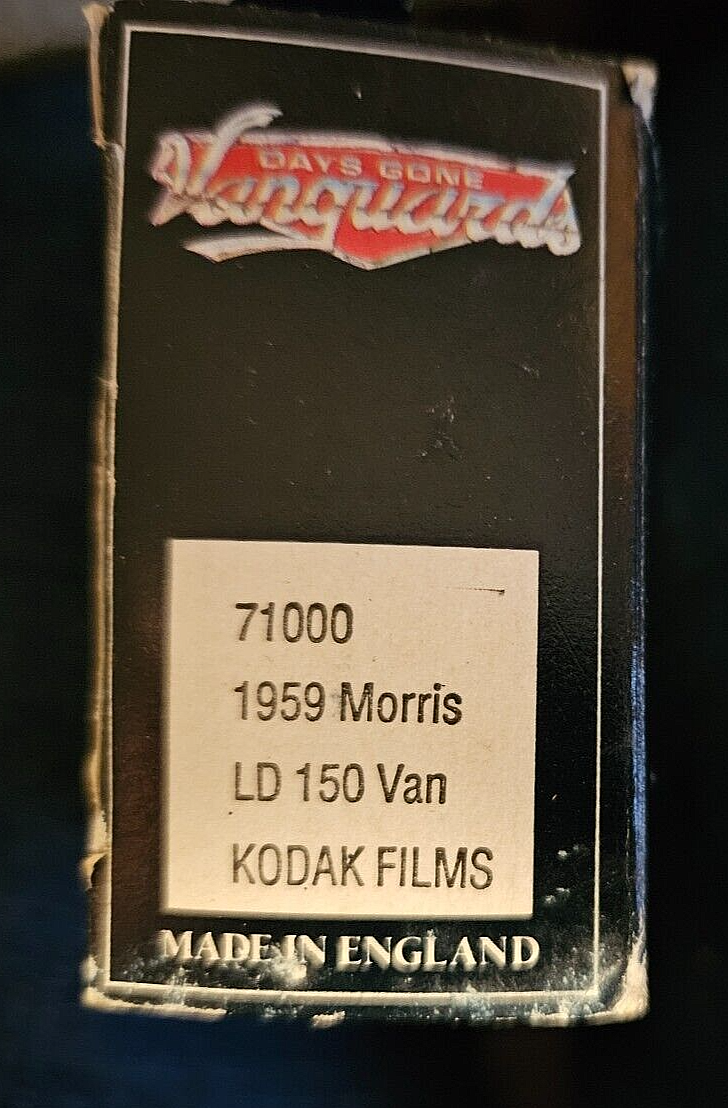 DAYS GONE
Vanguards
71000
1959 Morris
LD 150 Van
KODAK FILMS
MADE IN ENGLAND